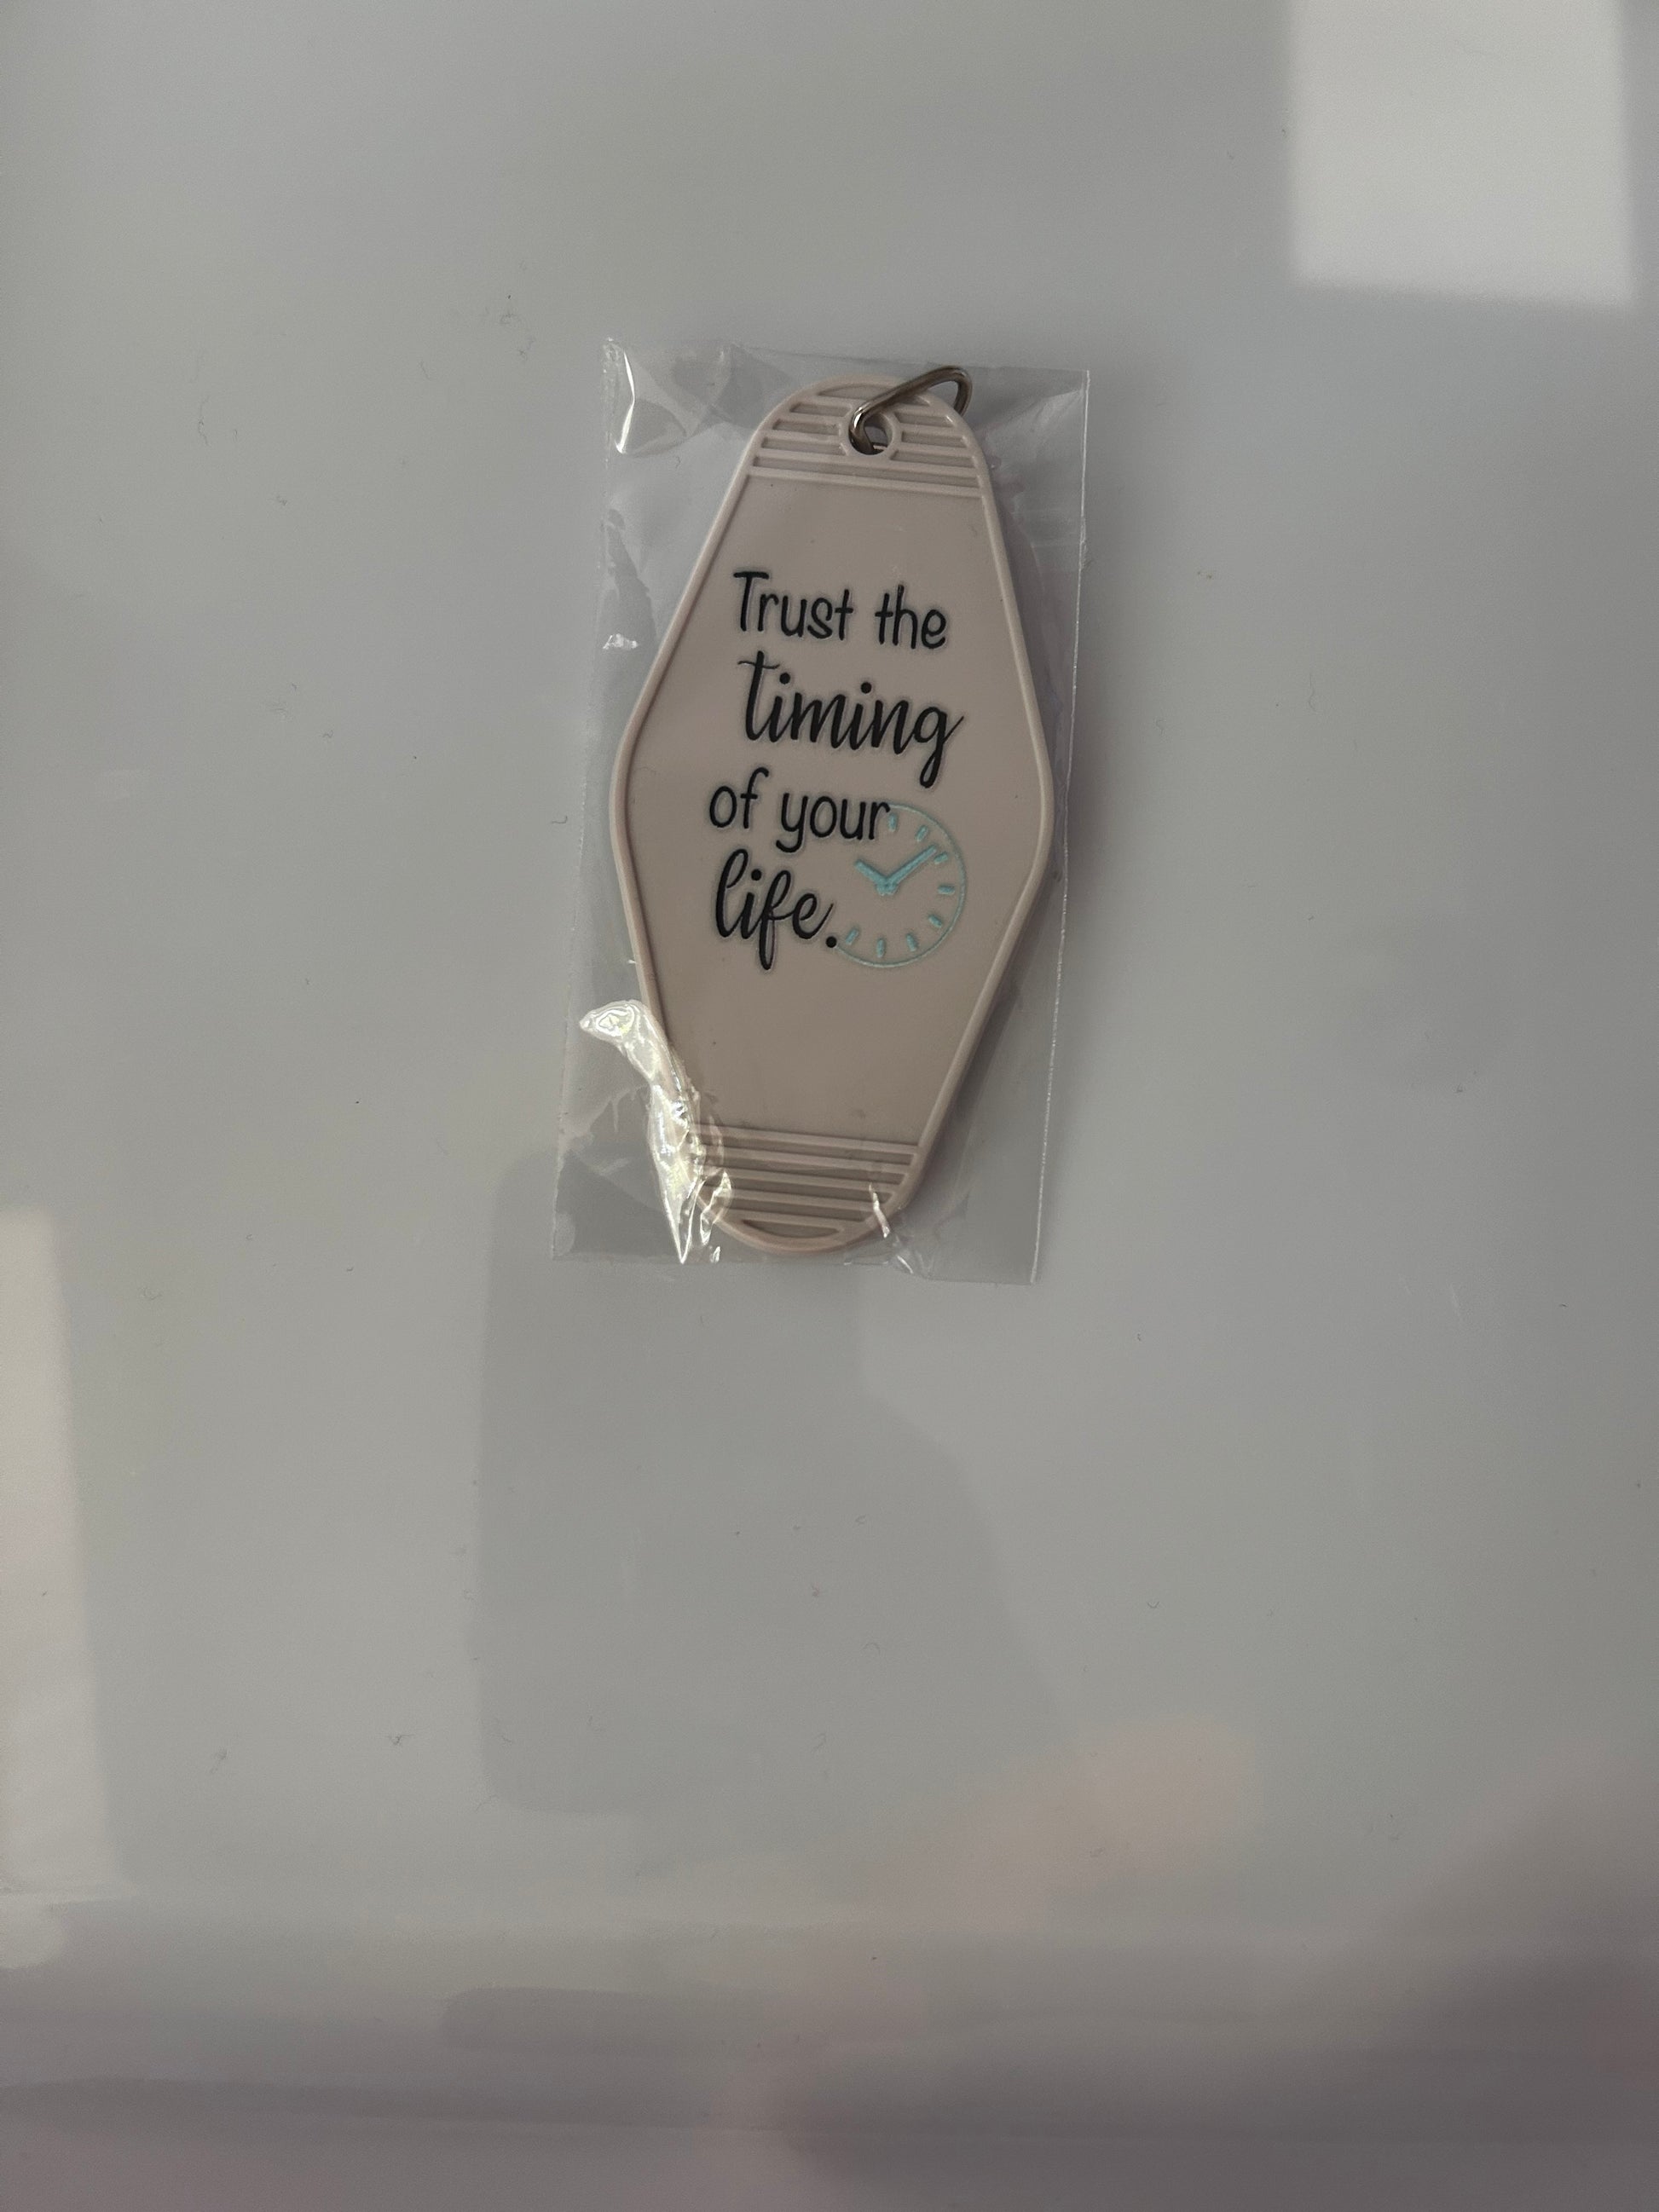 Trust the
timing
of your
life.